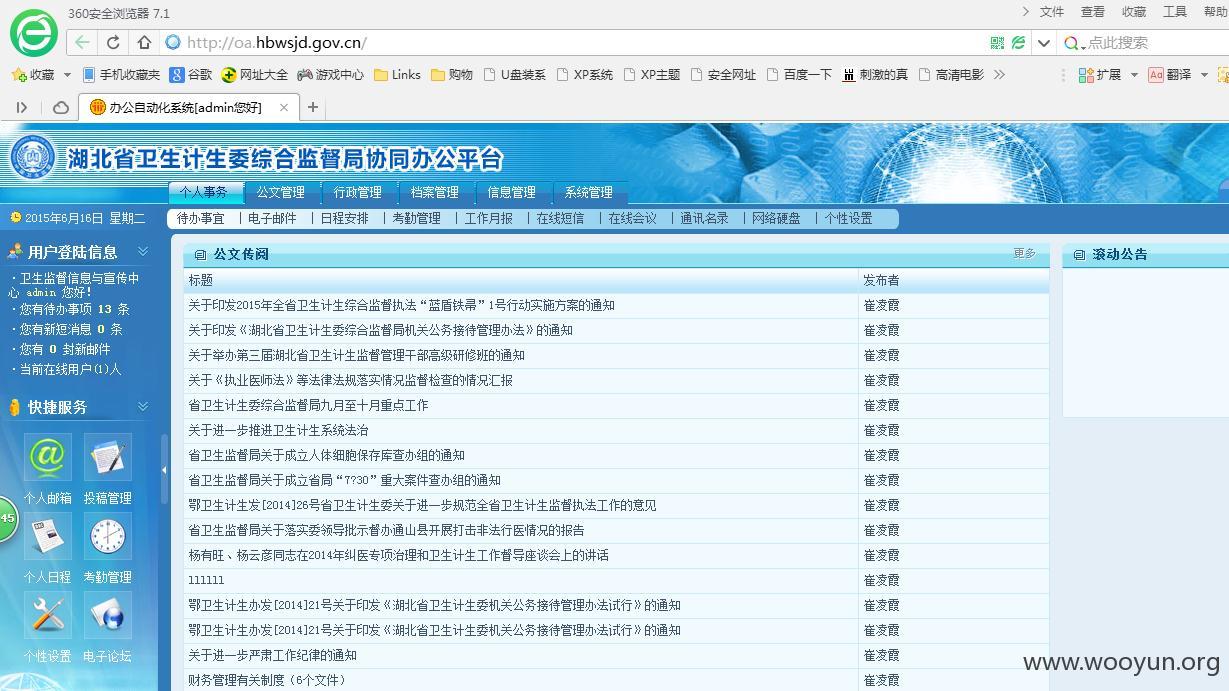 360安全浏览器 7.1
文件 查看 收藏 工具 帮助
http://oa.hbwsjd.gov.cn/
点此搜索
收藏 手机收藏夹 谷歌 网址大全 游戏中心 Links 购物 U盘装系 XP系统 XP主题 安全网址 百度一下 刺激的真 高清电影 扩展 翻译
办公自动化系统[admin您好]
湖北省卫生计生委综合监督局协同办公平台
个人事务 公文管理 行政管理 档案管理 信息管理 系统管理
2015年6月16日 星期二
待办事宜 | 电子邮件 | 日程安排 | 考勤管理 | 工作月报 | 在线短信 | 在线会议 | 通讯名录 | 网络硬盘 | 个性设置
用户登陆信息
·卫生监督信息与宣传中
心 admin 您好!
·您有待办事项 13 条
·您有新短消息 0 条
·您有 0 封新邮件
·当前在线用户(1)人
快捷服务
个人邮箱 投稿管理
45
个人日程 考勤管理
个性设置 电子论坛
公文传阅 更多
标题 发布者
关于印发2015年全省卫生计生综合监督执法“蓝盾铁帚”1号行动实施方案的通知 崔凌霞
关于印发《湖北省卫生计生委综合监督局机关公务接待管理办法》的通知 崔凌霞
关于举办第三届湖北省卫生计生监督管理干部高级研修班的通知 崔凌霞
关于《执业医师法》等法律法规落实情况监督检查的情况汇报 崔凌霞
省卫生计生委综合监督局九月至十月重点工作 崔凌霞
关于进一步推进卫生计生系统法治 崔凌霞
省卫生监督局关于成立人体细胞保存库查办组的通知 崔凌霞
省卫生监督局关于成立省局“7?30”重大案件查办组的通知 崔凌霞
鄂卫生计生发[2014]26号省卫生计生委关于进一步规范全省卫生计生监督执法工作的意见 崔凌霞
省卫生监督局关于落实委领导批示督办通山县开展打击非法行医情况的报告 崔凌霞
杨有旺、杨云彦同志在2014年纠医专项治理和卫生计生工作督导座谈会上的讲话 崔凌霞
111111 崔凌霞
鄂卫生计生办发[2014]21号关于印发《湖北省卫生计生委机关公务接待管理办法试行》的通知 崔凌霞
鄂卫生计生办发[2014]21号关于印发《湖北省卫生计生委机关公务接待管理办法试行》的通知 崔凌霞
关于进一步严肃工作纪律的通知 崔凌霞
财务管理有关制度（6个文件） 崔凌霞
滚动公告
www.wooyun.org